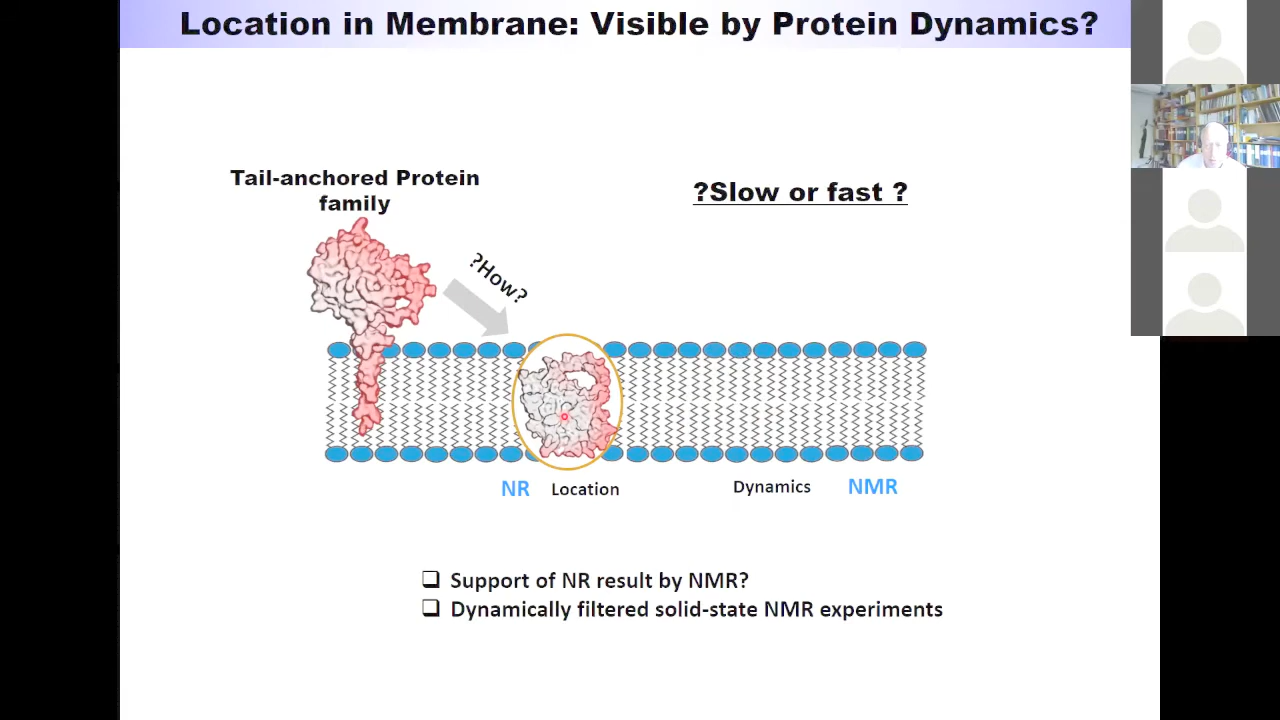 Location in Membrane: Visible by Protein Dynamics?
Tail-anchored Protein
family
?Slow or fast ?
?How?
NR Location Dynamics NMR
❑ Support of NR result by NMR?
❑ Dynamically filtered solid-state NMR experiments